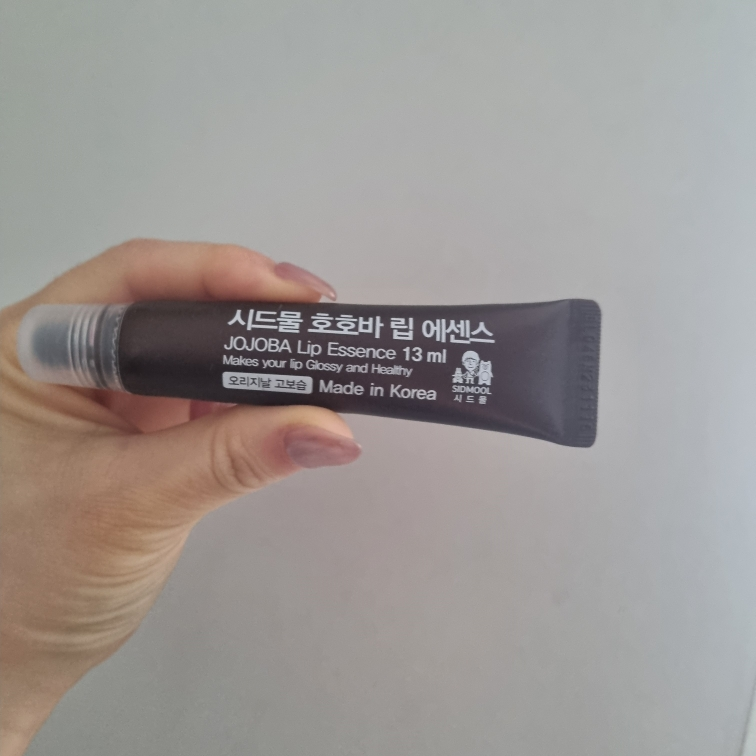 시드물 호호바 립 에센스
JOJOBA Lip Essence 13 ml
Makes your lip Glossy and Healthy
오리지날 고보습 Made in Korea
SIDMOOL
시드물